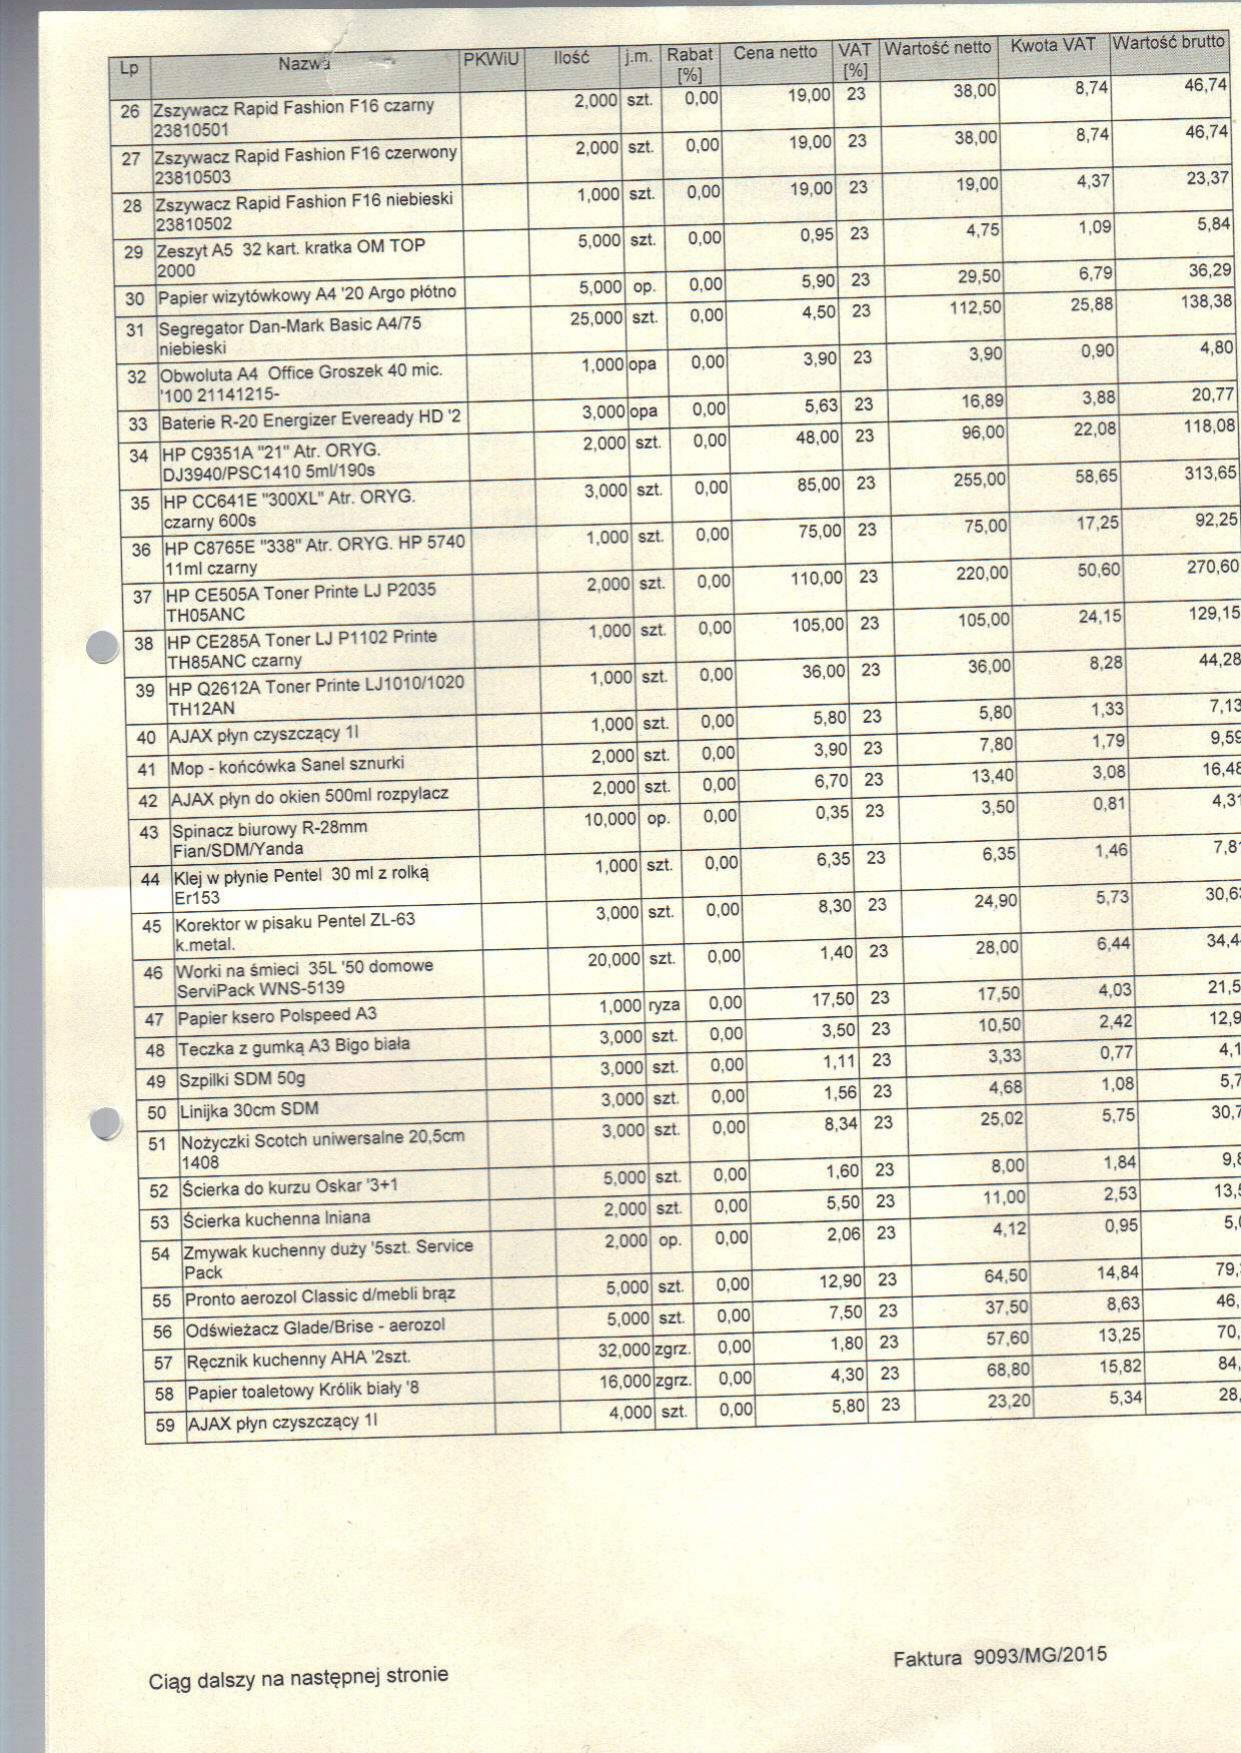 Lp Nazwa PKWiU Ilość j.m. Rabat [%] Cena netto VAT [%] Wartość netto Kwota VAT Wartość brutto
26 Zszywacz Rapid Fashion F16 czarny 2,000 szt. 0,00 19,00 23 38,00 8,74 46,74
23810501
27 Zszywacz Rapid Fashion F16 czerwony 2,000 szt. 0,00 19,00 23 38,00 8,74 46,74
23810503
28 Zszywacz Rapid Fashion F16 niebieski 1,000 szt. 0,00 19,00 23 19,00 4,37 23,37
23810502
29 Zeszyt A5 32 kart. kratka OM TOP 5,000 szt. 0,00 0,95 23 4,75 1,09 5,84
2000
30 Papier wizytówkowy A4 '20 Argo płótno 5,000 op. 0,00 5,90 23 29,50 6,79 36,29
31 Segregator Dan-Mark Basic A4/75 25,000 szt. 0,00 4,50 23 112,50 25,88 138,38
niebieski
32 Obwoluta A4 Office Groszek 40 mic. 1,000 opa 0,00 3,90 23 3,90 0,90 4,80
'100 21141215-
33 Baterie R-20 Energizer Eveready HD '2 3,000 opa 0,00 5,63 23 16,89 3,88 20,77
34 HP C9351A "21" Atr. ORYG. 2,000 szt. 0,00 48,00 23 96,00 22,08 118,08
DJ3940/PSC1410 5ml/190s
35 HP CC641E "300XL" Atr. ORYG. 3,000 szt. 0,00 85,00 23 255,00 58,65 313,65
czarny 600s
36 HP C8765E "338" Atr. ORYG. HP 5740 1,000 szt. 0,00 75,00 23 75,00 17,25 92,25
11ml czarny
37 HP CE505A Toner Printe LJ P2035 2,000 szt. 0,00 110,00 23 220,00 50,60 270,60
TH05ANC
38 HP CE285A Toner LJ P1102 Printe 1,000 szt. 0,00 105,00 23 105,00 24,15 129,15
TH85ANC czarny
39 HP Q2612A Toner Printe LJ1010/1020 1,000 szt. 0,00 36,00 23 36,00 8,28 44,28
TH12AN
40 AJAX płyn czyszczący 1l 1,000 szt. 0,00 5,80 23 5,80 1,33 7,13
41 Mop - końcówka Sanel sznurki 2,000 szt. 0,00 3,90 23 7,80 1,79 9,59
42 AJAX płyn do okien 500ml rozpylacz 2,000 szt. 0,00 6,70 23 13,40 3,08 16,48
43 Spinacz biurowy R-28mm 10,000 op. 0,00 0,35 23 3,50 0,81 4,31
Fian/SDM/Yanda
44 Klej w płynie Pentel 30 ml z rolką 1,000 szt. 0,00 6,35 23 6,35 1,46 7,8
Er153
45 Korektor w pisaku Pentel ZL-63 3,000 szt. 0,00 8,30 23 24,90 5,73 30,6
k.metal.
46 Worki na śmieci 35L '50 domowe 20,000 szt. 0,00 1,40 23 28,00 6,44 34,4
ServiPack WNS-5139
47 Papier ksero Polspeed A3 1,000 ryza 0,00 17,50 23 17,50 4,03 21,5
48 Teczka z gumką A3 Bigo biała 3,000 szt. 0,00 3,50 23 10,50 2,42 12,9
49 Szpilki SDM 50g 3,000 szt. 0,00 1,11 23 3,33 0,77 4,1
50 Linijka 30cm SDM 3,000 szt. 0,00 1,56 23 4,68 1,08 5,7
51 Nożyczki Scotch uniwersalne 20,5cm 3,000 szt. 0,00 8,34 23 25,02 5,75 30,7
1408
52 Ścierka do kurzu Oskar '3+1 5,000 szt. 0,00 1,60 23 8,00 1,84 9,8
53 Ścierka kuchenna lniana 2,000 szt. 0,00 5,50 23 11,00 2,53 13,5
54 Zmywak kuchenny duży '5szt. Service 2,000 op. 0,00 2,06 23 4,12 0,95 5,0
Pack
55 Pronto aerozol Classic d/mebli brąz 5,000 szt. 0,00 12,90 23 64,50 14,84 79,
56 Odświeżacz Glade/Brise - aerozol 5,000 szt. 0,00 7,50 23 37,50 8,63 46,
57 Ręcznik kuchenny AHA '2szt. 32,000 zgrz. 0,00 1,80 23 57,60 13,25 70,
58 Papier toaletowy Królik biały '8 16,000 zgrz. 0,00 4,30 23 68,80 15,82 84,
59 AJAX płyn czyszczący 1l 4,000 szt. 0,00 5,80 23 23,20 5,34 28,
Ciąg dalszy na następnej stronie
Faktura 9093/MG/2015